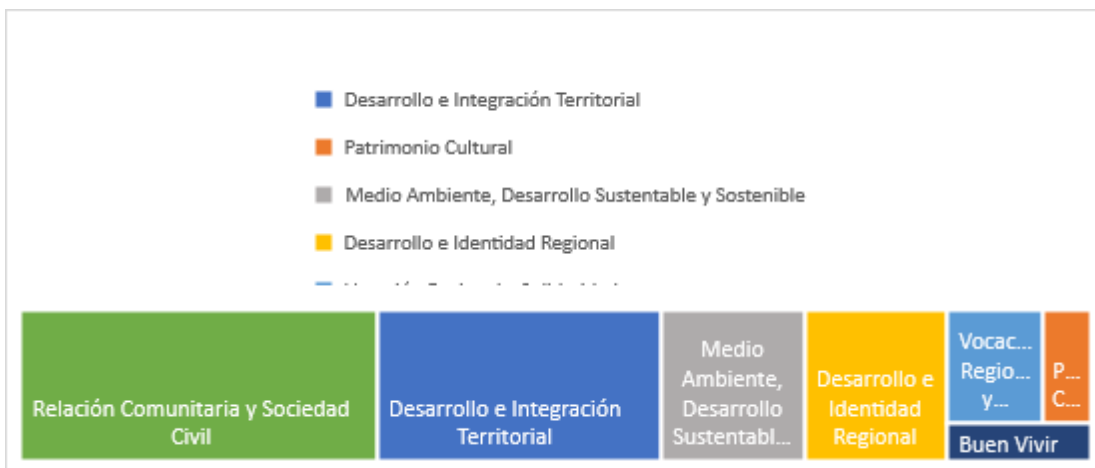 Desarrollo e Integración Territorial
Patrimonio Cultural
Medio Ambiente, Desarrollo Sustentable y Sostenible
Desarrollo e Identidad Regional
Relación Comunitaria y Sociedad
Civil
Desarrollo e Integración
Territorial
Medio
Ambiente,
Desarrollo
Sustentabl...
Desarrollo e
Identidad
Regional
Vocac...
Regio...
y...
P...
C...
Buen Vivir